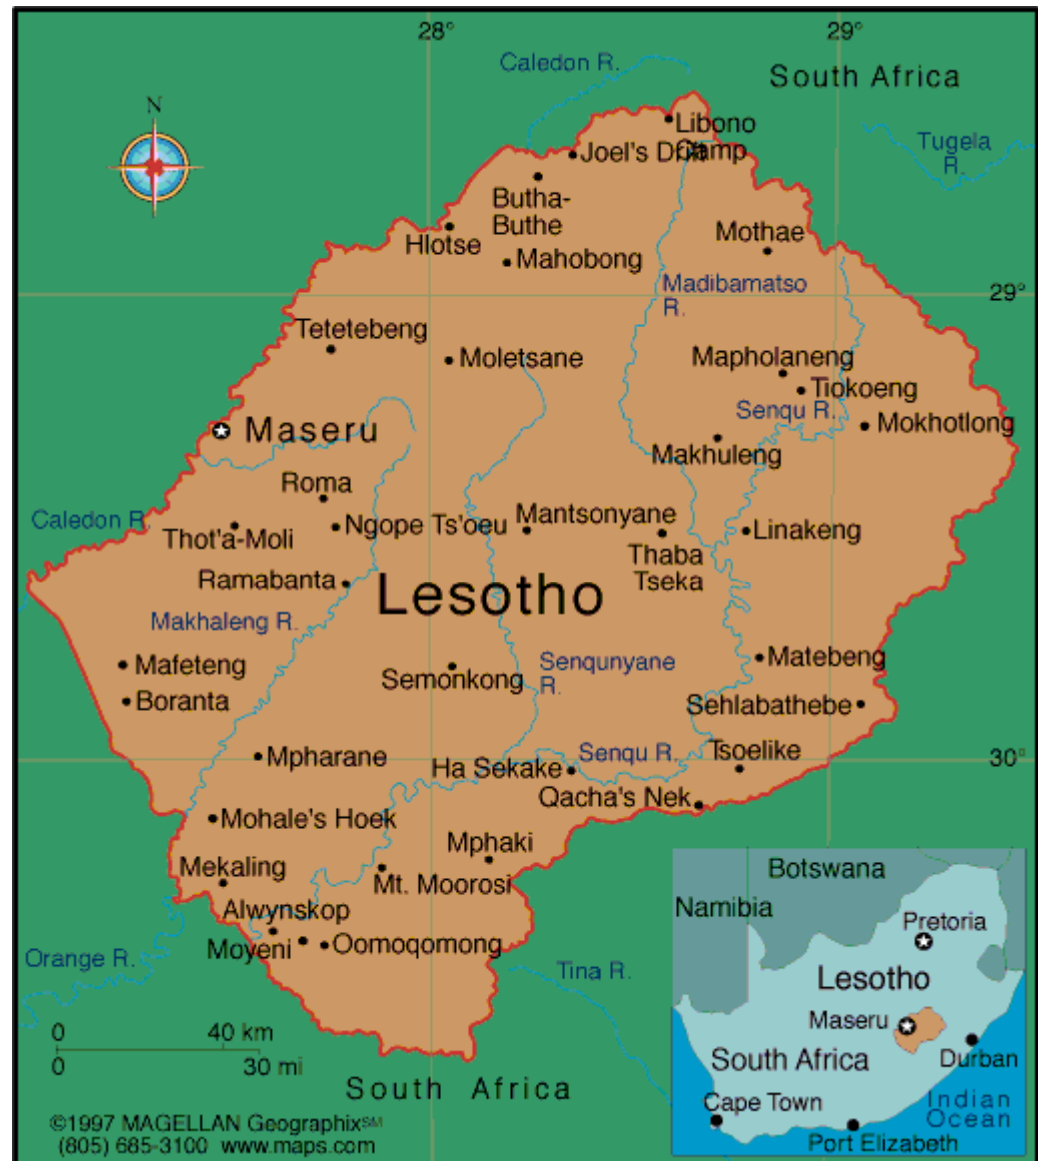 28°
29°
Caledon R.
South Africa
N
Libono
Camp
Joel's Drift
Tugela
R.
Butha-
Buthe
Hlotse
Mahobong
Mothae
Madibamatso
R.
29°
Tetetebeng
Moletsane
Mapholaneng
Tiokoeng
Senqu R.
Mokhotlong
Maseru
Makhuleng
Roma
Caledon R.
Thot'a-Moli
Ngope Ts'oeu
Mantsonyane
Linakeng
Thaba
Tseka
Ramabanta
Lesotho
Makhaleng R.
Mafeteng
Semonkong
Senqunyane
R.
Matebeng
Boranta
Sehlabathebe
Mpharane
Ha Sekake
Senqu R.
Tsoelike
30°
Qacha's Nek
Mohale's Hoek
Mphaki
Mekaling
Mt. Moorosi
Alwynskop
Moyeni
Oomoqomong
Orange R.
Tina R.
0 40 km
0 30 mi
South Africa
©1997 MAGELLAN Geographix℠
(805) 685-3100 www.maps.com
Botswana
Namibia
Pretoria
Lesotho
Maseru
South Africa
Durban
Cape Town
Indian
Ocean
Port Elizabeth